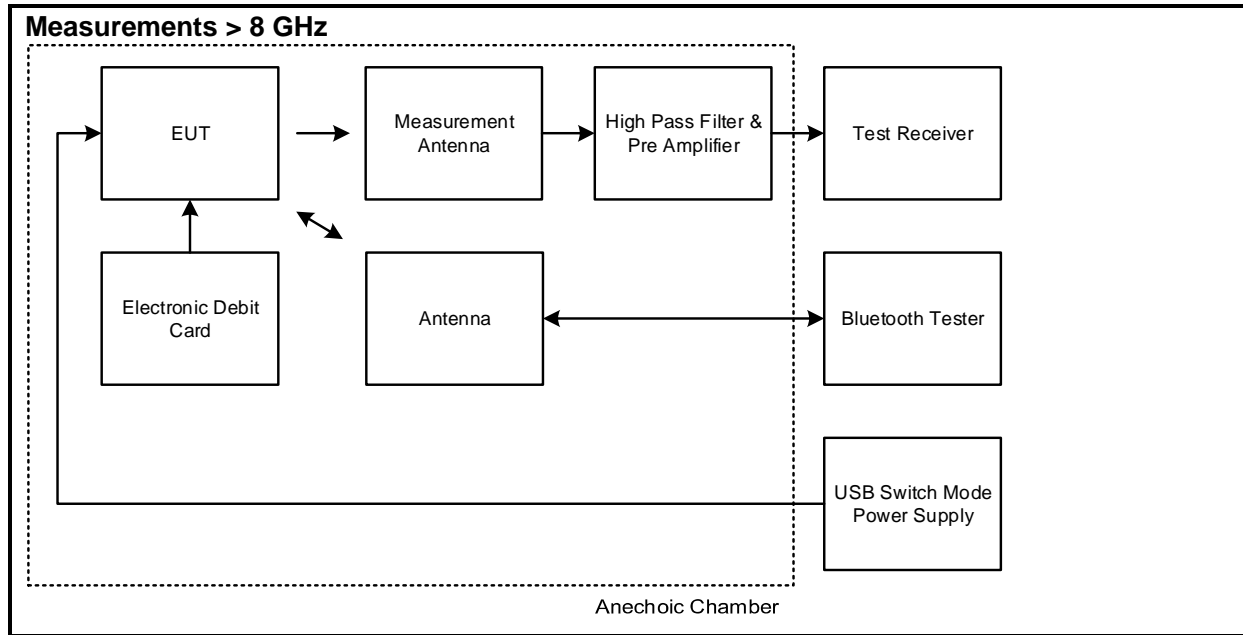 Measurements > 8 GHz
EUT
Measurement
Antenna
High Pass Filter &
Pre Amplifier
Test Receiver
Electronic Debit
Card
Antenna
Bluetooth Tester
USB Switch Mode
Power Supply
Anechoic Chamber